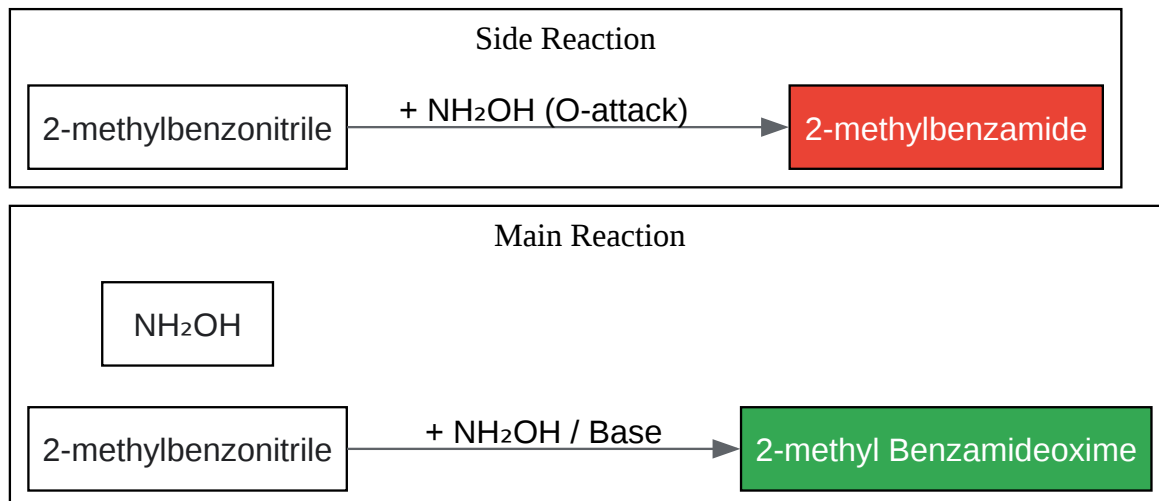 Side Reaction
2-methylbenzonitrile
+ NH₂OH (O-attack)
2-methylbenzamide
Main Reaction
NH₂OH
2-methylbenzonitrile
+ NH₂OH / Base
2-methyl Benzamideoxime